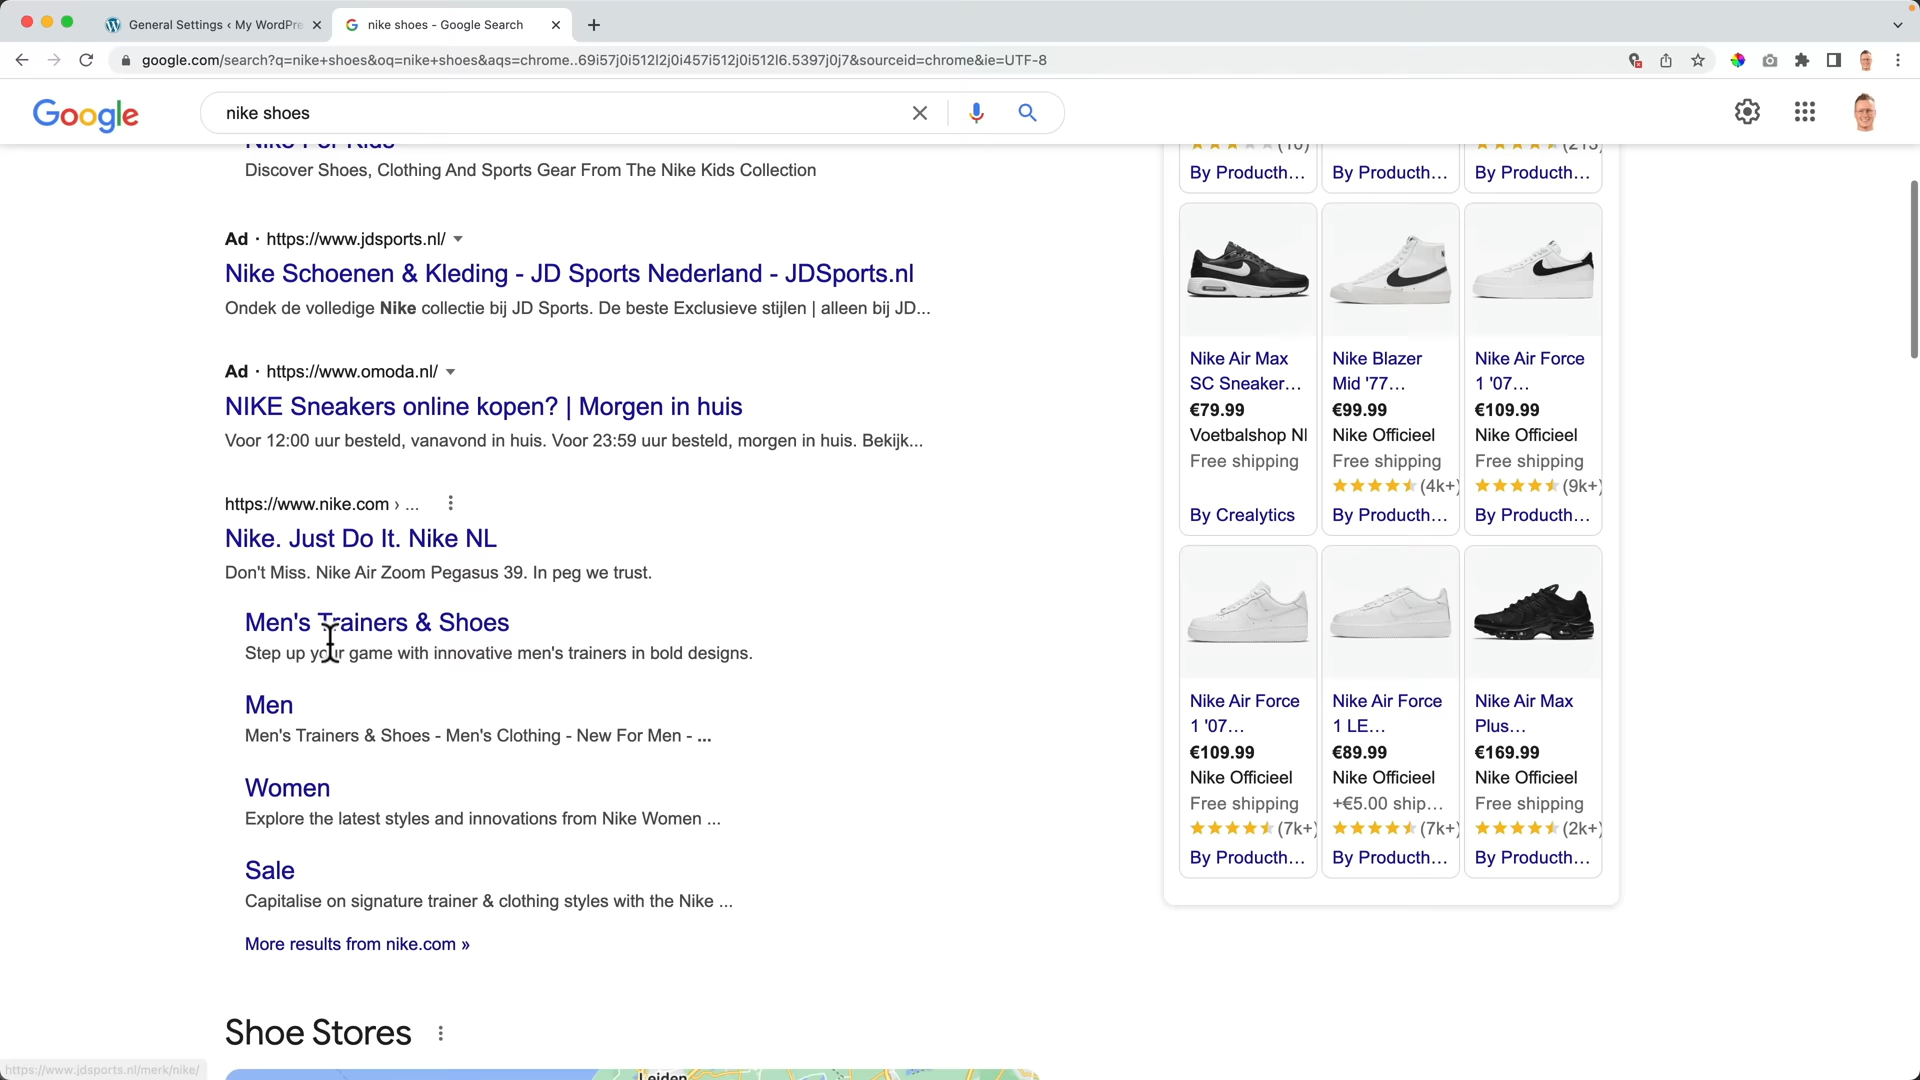 General Settings ‹ My WordPre
nike shoes - Google Search
google.com/search?q=nike+shoes&oq=nike+shoes&aqs=chrome..69i57j0i512l2j0i457i512j0i512l6.5397j0j7&sourceid=chrome&ie=UTF-8
Google
nike shoes
Nike For Kids
Discover Shoes, Clothing And Sports Gear From The Nike Kids Collection
Ad · https://www.jdsports.nl/
Nike Schoenen & Kleding - JD Sports Nederland - JDSports.nl
Ondek de volledige Nike collectie bij JD Sports. De beste Exclusieve stijlen | alleen bij JD...
Ad · https://www.omoda.nl/
NIKE Sneakers online kopen? | Morgen in huis
Voor 12:00 uur besteld, vanavond in huis. Voor 23:59 uur besteld, morgen in huis. Bekijk...
https://www.nike.com › ...
Nike. Just Do It. Nike NL
Don't Miss. Nike Air Zoom Pegasus 39. In peg we trust.
Men's Trainers & Shoes
Step up your game with innovative men's trainers in bold designs.
Men
Men's Trainers & Shoes - Men's Clothing - New For Men - ...
Women
Explore the latest styles and innovations from Nike Women ...
Sale
Capitalise on signature trainer & clothing styles with the Nike ...
More results from nike.com »
Shoe Stores
Leiden
https://www.jdsports.nl/merk/nike/
(10)
By Producth...
By Producth...
(213)
By Producth...
Nike Air Max
SC Sneaker...
€79.99
Voetbalshop Nl
Free shipping
By Crealytics
Nike Blazer
Mid '77...
€99.99
Nike Officieel
Free shipping
(4k+)
By Producth...
Nike Air Force
1 '07...
€109.99
Nike Officieel
Free shipping
(9k+)
By Producth...
Nike Air Force
1 '07...
€109.99
Nike Officieel
Free shipping
(7k+)
By Producth...
Nike Air Force
1 LE...
€89.99
Nike Officieel
+€5.00 ship...
(7k+)
By Producth...
Nike Air Max
Plus...
€169.99
Nike Officieel
Free shipping
(2k+)
By Producth...